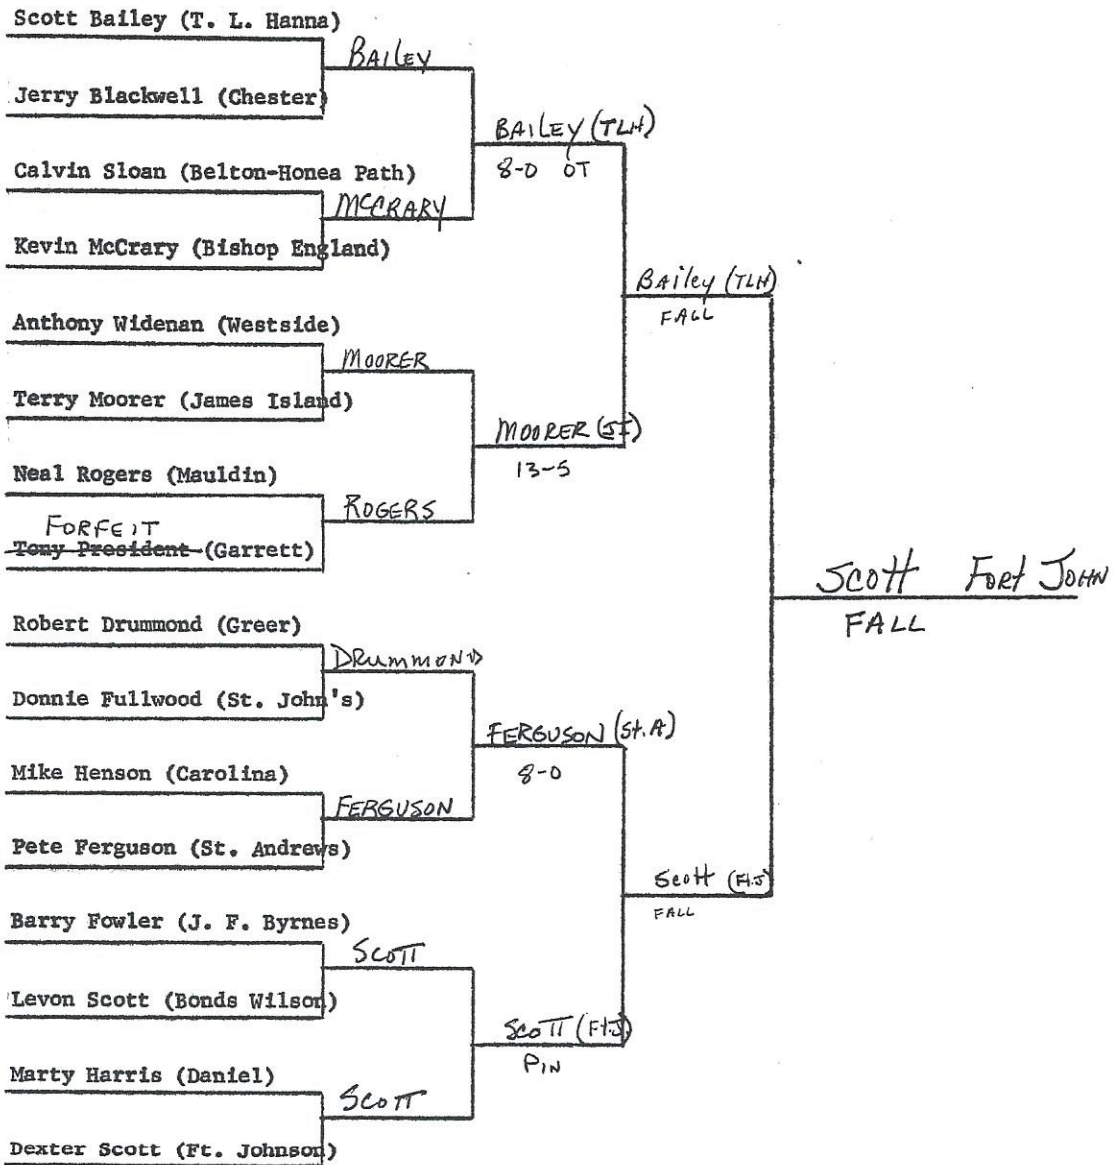 Scott Bailey (T. L. Hanna)
BAILEY
Jerry Blackwell (Chester)
BAILEY (TLH)
8-0 OT
Calvin Sloan (Belton-Honea Path)
MCCRARY
Kevin McCrary (Bishop England)
BAiley (TLH)
FALL
Anthony Widenan (Westside)
MOORER
Terry Moorer (James Island)
MOORER (JI)
13-5
Neal Rogers (Mauldin)
ROGERS
FORFEIT
Tony President (Garrett)
SCOTT FORT JOHN
FALL
Robert Drummond (Greer)
DRUMMOND
Donnie Fullwood (St. John's)
FERGUSON (St. A)
8-0
Mike Henson (Carolina)
FERGUSON
Pete Ferguson (St. Andrews)
Scott (Ft.J)
FALL
Barry Fowler (J. F. Byrnes)
SCOTT
Levon Scott (Bonds Wilson)
SCOTT (Ft.J)
PIN
Marty Harris (Daniel)
SCOTT
Dexter Scott (Ft. Johnson)